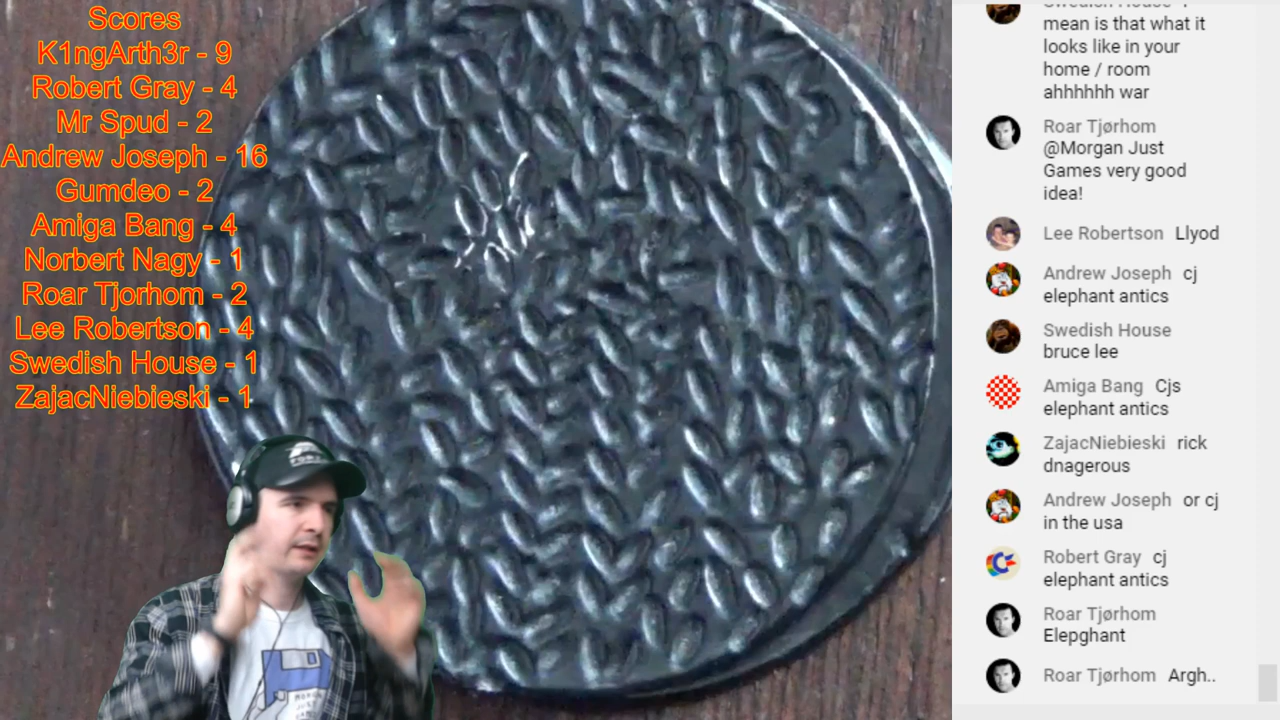 Scores
K1ngArth3r - 9
Robert Gray - 4
Mr Spud - 2
Andrew Joseph - 16
Gumdeo - 2
Amiga Bang - 4
Norbert Nagy - 1
Roar Tjorhom - 2
Lee Robertson - 4
Swedish House - 1
ZajacNiebieski - 1
MORGAN
JUST
Swedish House I
mean is that what it
looks like in your
home / room
ahhhhhh war
Roar Tjørhom
@Morgan Just
Games very good
idea!
Lee Robertson Llyod
Andrew Joseph cj
elephant antics
Swedish House
bruce lee
Amiga Bang Cjs
elephant antics
ZajacNiebieski rick
dnagerous
Andrew Joseph or cj
in the usa
Robert Gray cj
elephant antics
Roar Tjørhom
Elepghant
Roar Tjørhom Argh..